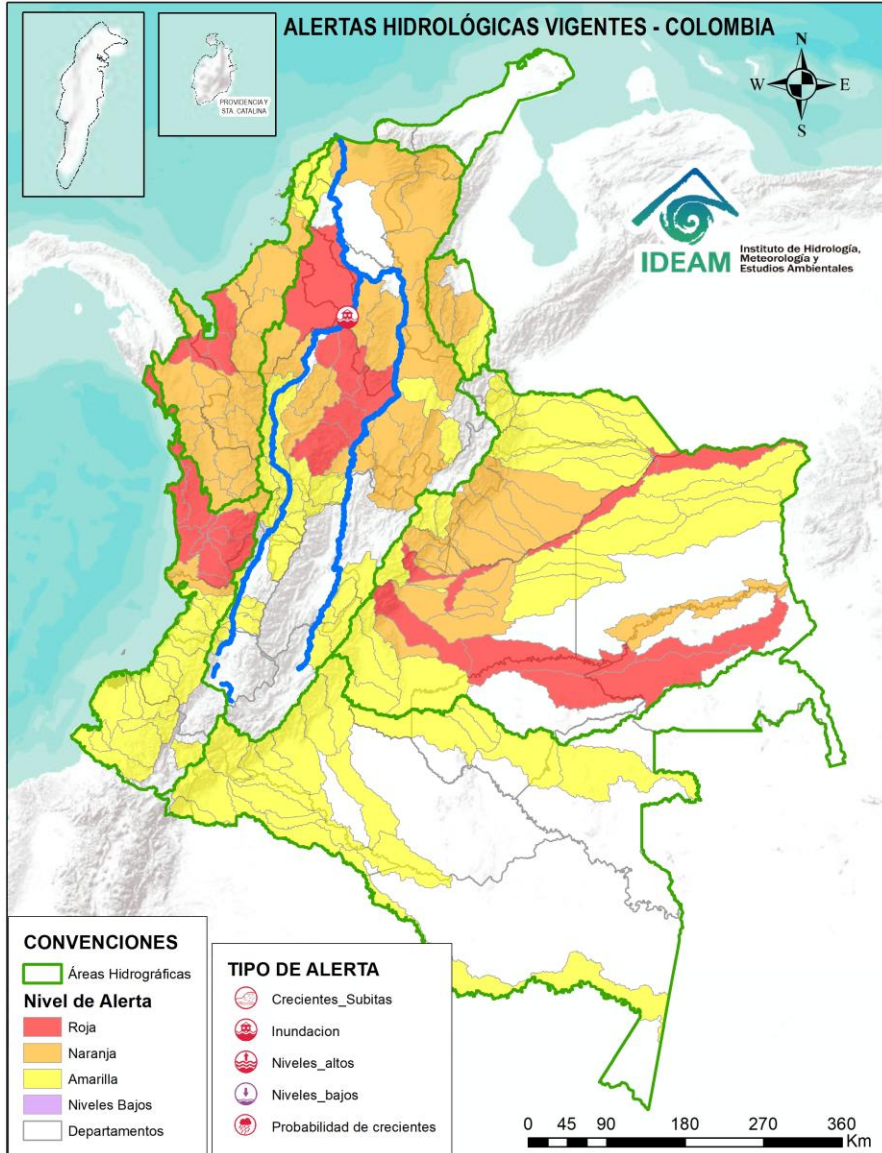 ALERTAS HIDROLÓGICAS VIGENTES - COLOMBIA
PROVIDENCIA Y
STA. CATALINA
N
W
E
S
IDEAM
Instituto de Hidrología,
Meteorología y
Estudios Ambientales
CONVENCIONES
Áreas Hidrográficas
Nivel de Alerta
Roja
Naranja
Amarilla
Niveles Bajos
Departamentos
TIPO DE ALERTA
Crecientes_Subitas
Inundacion
Niveles_altos
Niveles_bajos
Probabilidad de crecientes
0 45 90 180 270 360
Km